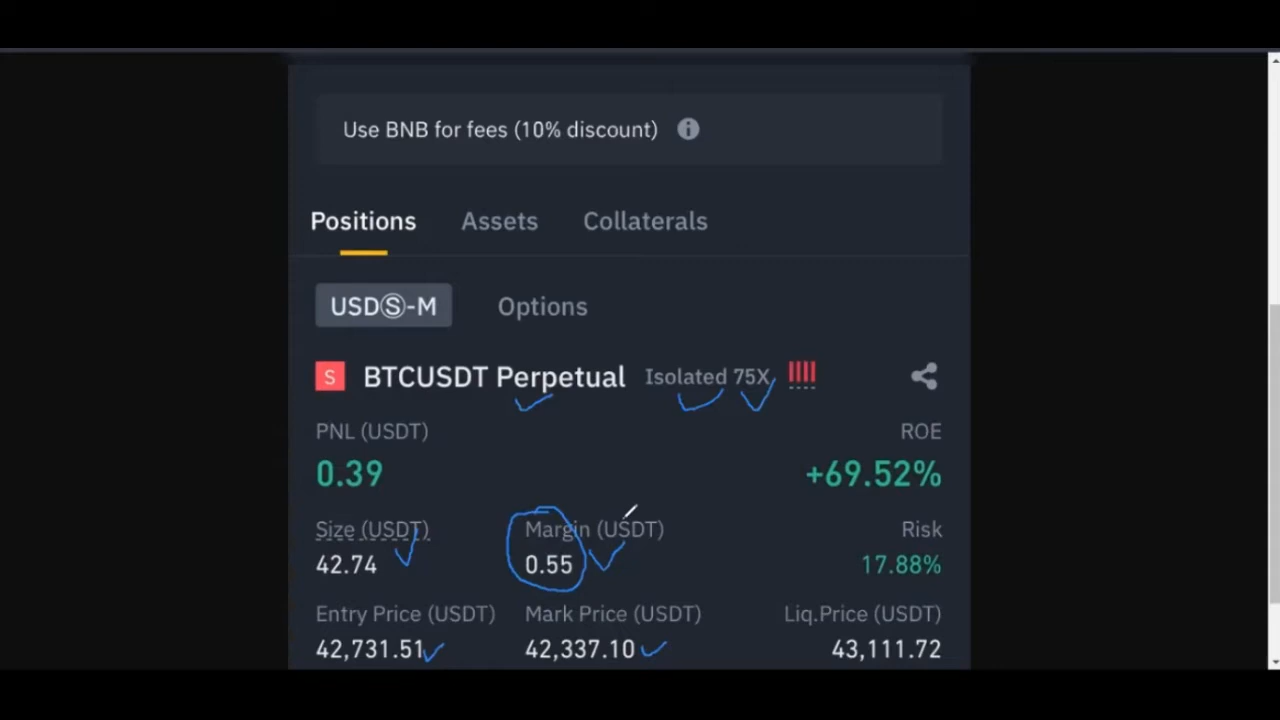 Use BNB for fees (10% discount)
Positions Assets Collaterals
USDⓈ-M Options
S BTCUSDT Perpetual Isolated 75X
PNL (USDT) ROE
0.39 +69.52%
Size (USDT) Margin (USDT) Risk
42.74 0.55 17.88%
Entry Price (USDT) Mark Price (USDT) Liq.Price (USDT)
42,731.51 42,337.10 43,111.72